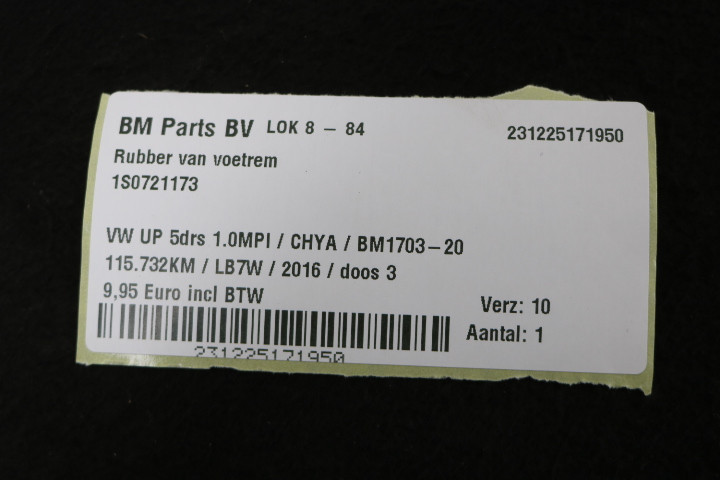 BM Parts BV LOK 8 - 84 231225171950
Rubber van voetrem
1S0721173
VW UP 5drs 1.0MPI / CHYA / BM1703-20
115.732KM / LB7W / 2016 / doos 3
9,95 Euro incl BTW
Verz: 10
Aantal: 1
231225171950